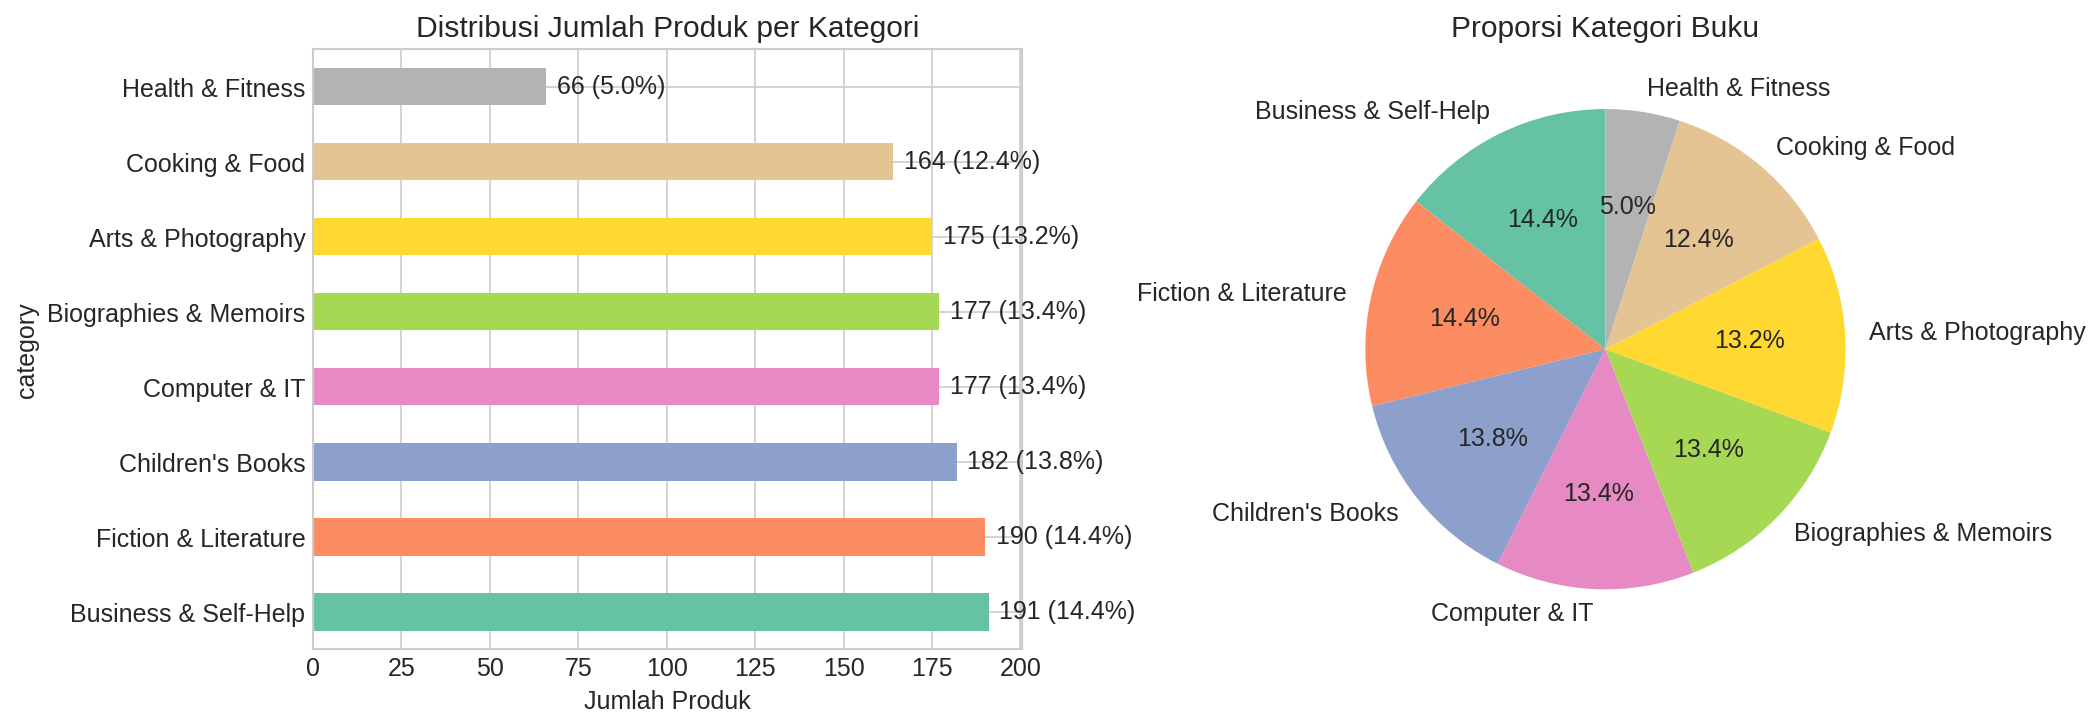 Distribusi Jumlah Produk per Kategori
Health & Fitness
66 (5.0%)
Cooking & Food
164 (12.4%)
Arts & Photography
175 (13.2%)
Biographies & Memoirs
177 (13.4%)
Computer & IT
177 (13.4%)
Children's Books
182 (13.8%)
Fiction & Literature
190 (14.4%)
Business & Self-Help
191 (14.4%)
category
0 25 50 75 100 125 150 175 200
Jumlah Produk
Proporsi Kategori Buku
Business & Self-Help
14.4%
Fiction & Literature
14.4%
Children's Books
13.8%
Computer & IT
13.4%
Biographies & Memoirs
13.4%
Arts & Photography
13.2%
Cooking & Food
12.4%
Health & Fitness
5.0%